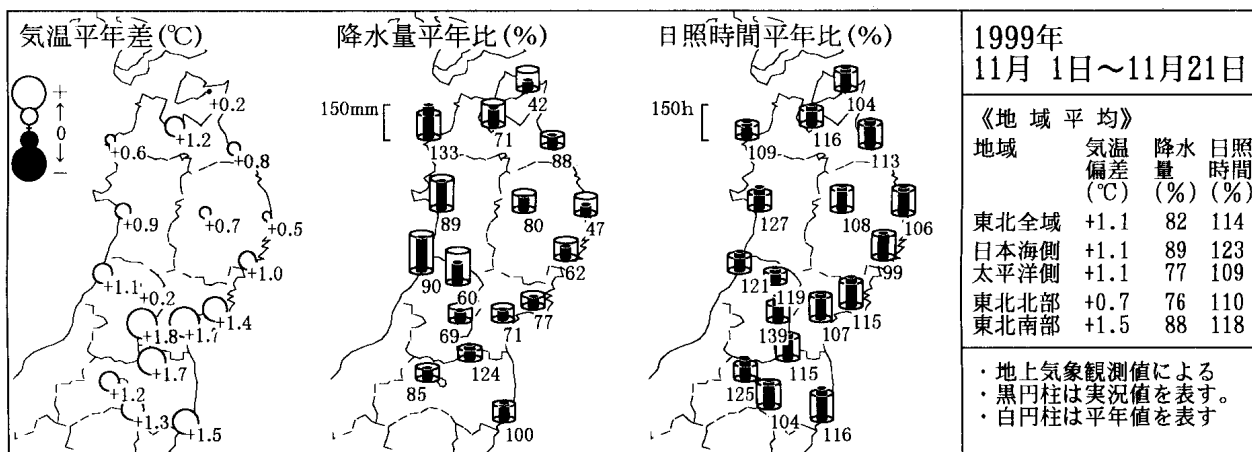 気温平年差(℃)
+
↑
0
↓
−
+0.2
+1.2
+0.6
+0.8
+0.9
+0.7
+0.5
+1.0
+1.1
+0.2
+1.4
+1.8
+1.7
+1.7
+1.2
+1.3
+1.5
降水量平年比(%)
150mm
42
71
133
88
89
80
47
62
90
60
77
69
71
124
85
100
日照時間平年比(%)
150h
104
116
109
113
127
108
106
99
121
119
115
139
107
115
125
104
116
1999年
11月 1日～11月21日
《地 域 平 均》
地域 気温 降水 日照
偏差 量 時間
(℃) (%) (%)
東北全域 +1.1 82 114
日本海側 +1.1 89 123
太平洋側 +1.1 77 109
東北北部 +0.7 76 110
東北南部 +1.5 88 118
・地上気象観測値による
・黒円柱は実況値を表す。
・白円柱は平年値を表す